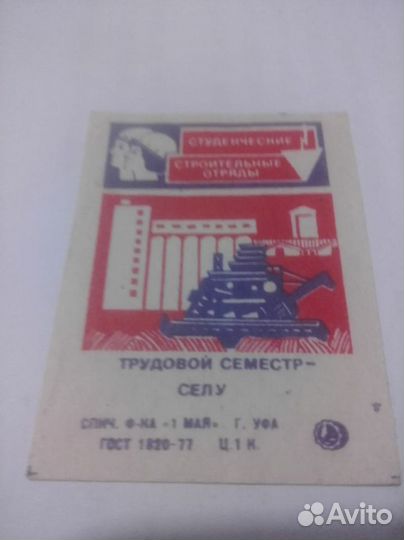 СТУДЕНЧЕСКИЕ
СТРОИТЕЛЬНЫЕ
ОТРЯДЫ
ТРУДОВОЙ СЕМЕСТР–
СЕЛУ
СПИЧ. Ф-КА «1 МАЯ» Г. УФА
ГОСТ 1820-77 Ц.1 К.
Avito